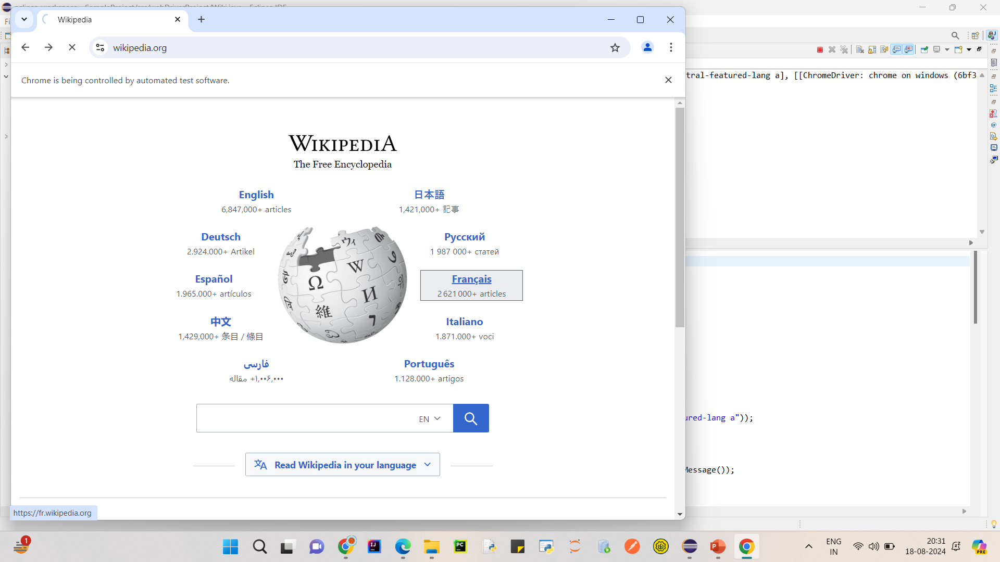 Wikipedia
wikipedia.org
Chrome is being controlled by automated test software.
tral-featured-lang a], [[ChromeDriver: chrome on windows (6bf3
WIKIPEDIA
The Free Encyclopedia
English
6,847,000+ articles
日本語
1,421,000+ 記事
Deutsch
2.924.000+ Artikel
Русский
1 987 000+ статей
Español
1.965.000+ artículos
Français
2 621 000+ articles
中文
1,429,000+ 条目 / 條目
Italiano
1.871.000+ voci
فارسی
۱٬۰۰۶٬۰۰۰+ مقاله
Português
1.128.000+ artigos
EN
ured-lang a"));
Read Wikipedia in your language
Message());
https://fr.wikipedia.org
1
ENG
IN
20:31
18-08-2024
PRE